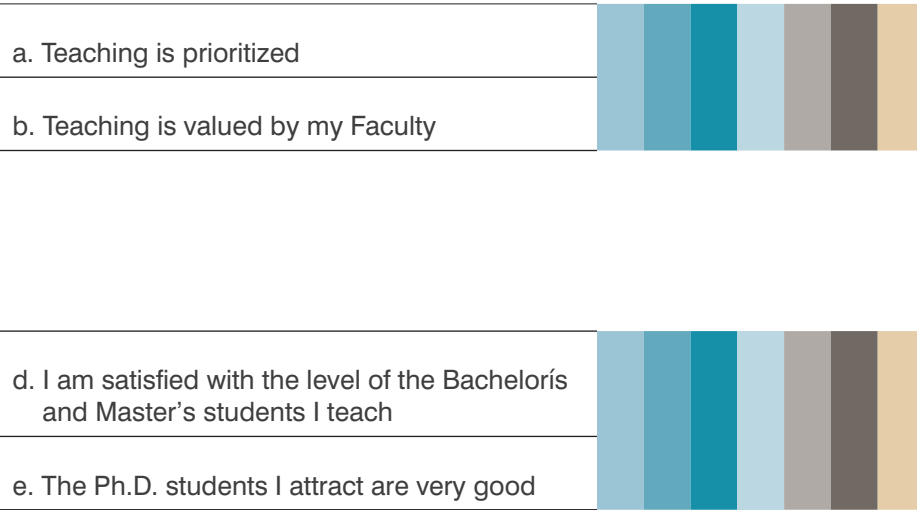 a. Teaching is prioritized
b. Teaching is valued by my Faculty
d. I am satisfied with the level of the Bachelorís
and Master’s students I teach
e. The Ph.D. students I attract are very good